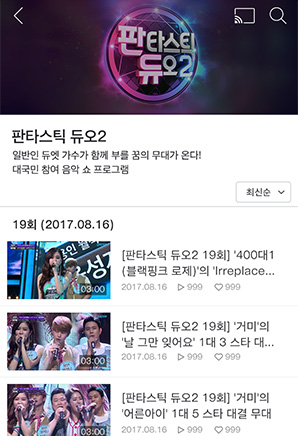 판타스틱
듀오2
판타스틱 듀오2
일반인 듀엣 가수가 함께 부를 꿈의 무대가 온다!
대국민 참여 음악 쇼 프로그램
최신순
19회 (2017.08.16)
[판타스틱 듀오2 19회] '400대1
(블랙핑크 로제)'의 'Irreplace...
2017.08.16 999 999
03:00
[판타스틱 듀오2 19회] '거미'의
'날 그만 잊어요' 1대 3 스타 대...
2017.08.16 999 999
03:00
[판타스틱 듀오2 19회] '거미'의
'어른아이' 1대 5 스타 대결 무대
2017.08.16 999 999
03:00